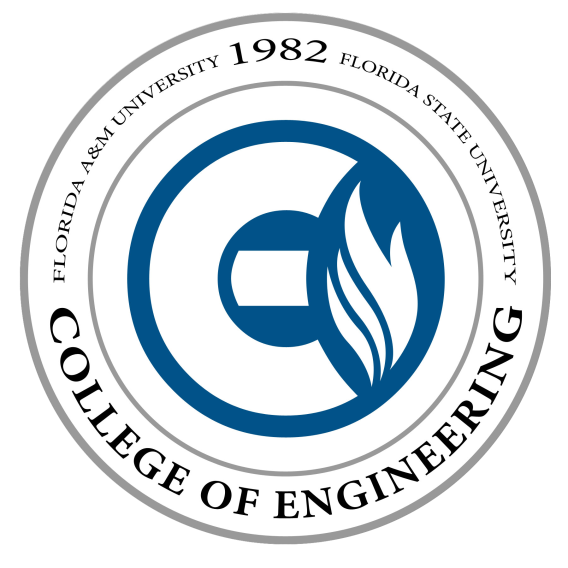 FLORIDA A&M UNIVERSITY 1982 FLORIDA STATE UNIVERSITY
COLLEGE OF ENGINEERING